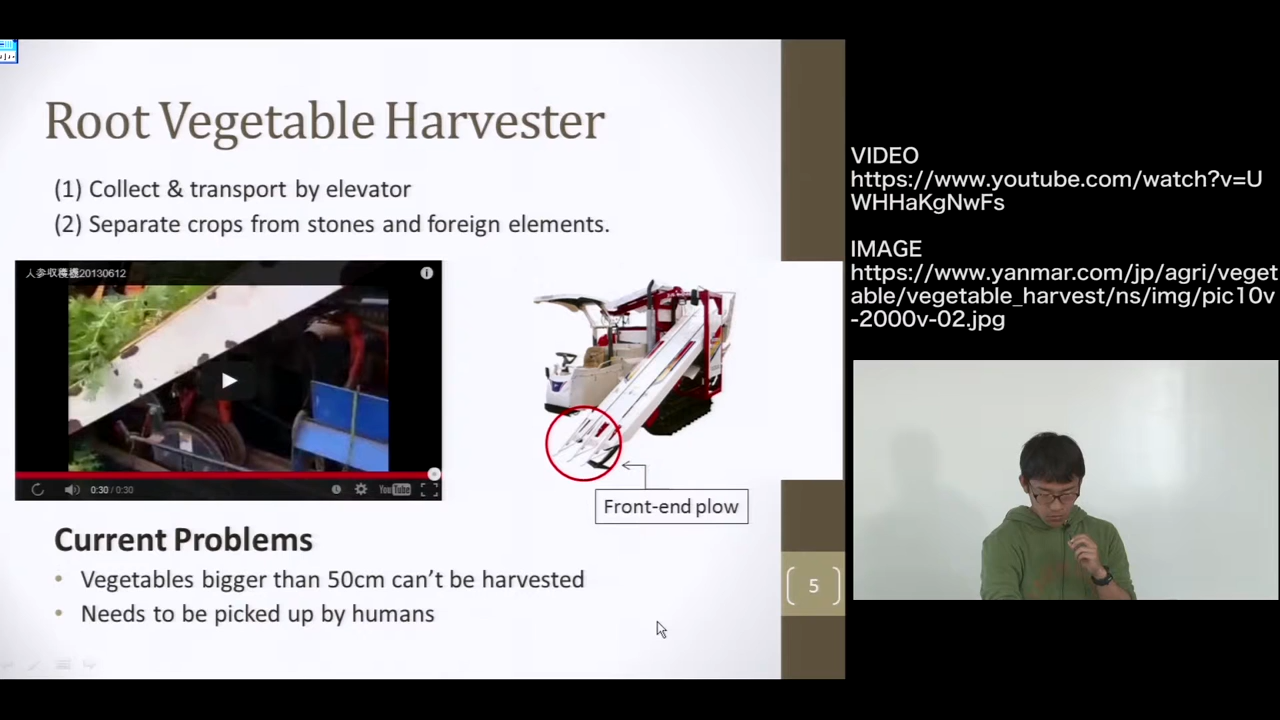 Root Vegetable Harvester
(1) Collect & transport by elevator
(2) Separate crops from stones and foreign elements.
人参収穫機20130612
0:30 / 0:30
YouTube
Front-end plow
Current Problems
• Vegetables bigger than 50cm can’t be harvested
• Needs to be picked up by humans
5
VIDEO
https://www.youtube.com/watch?v=U
WHHaKgNwFs
IMAGE
https://www.yanmar.com/jp/agri/veget
able/vegetable_harvest/ns/img/pic10v
-2000v-02.jpg